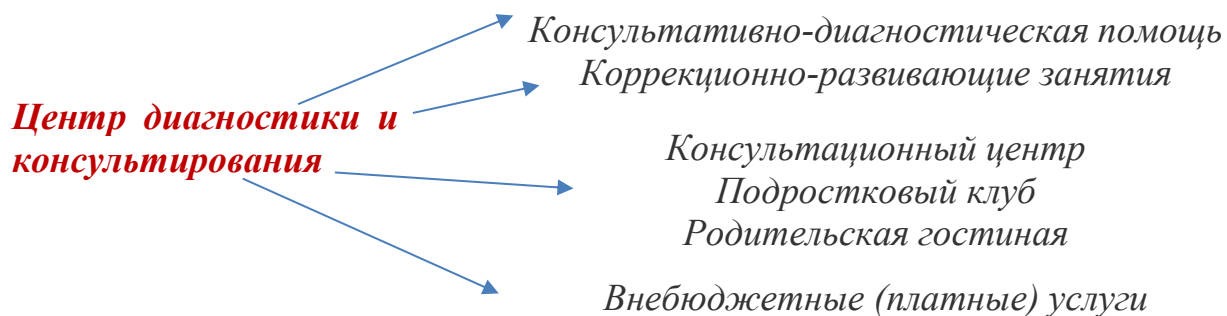 Консультативно-диагностическая помощь
Коррекционно-развивающие занятия
Центр диагностики и
консультирования
Консультационный центр
Подростковый клуб
Родительская гостиная
Внебюджетные (платные) услуги